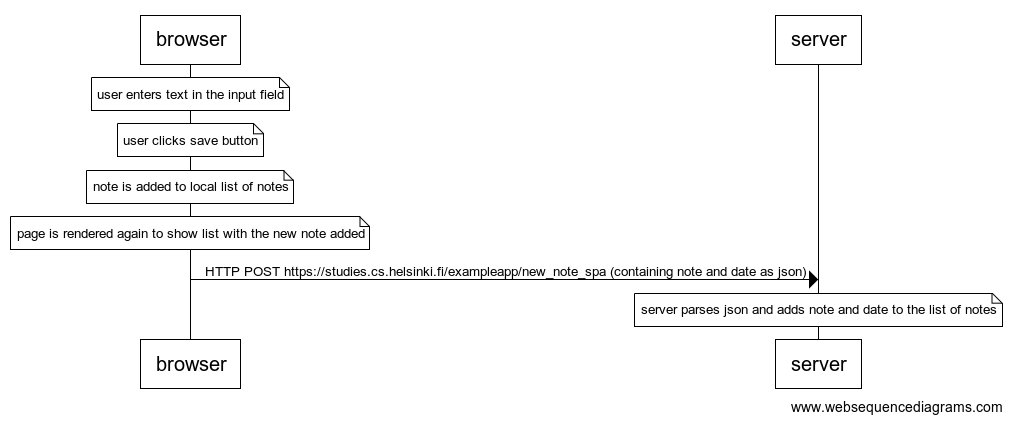 browser
server
user enters text in the input field
user clicks save button
note is added to local list of notes
page is rendered again to show list with the new note added
HTTP POST https://studies.cs.helsinki.fi/exampleapp/new_note_spa (containing note and date as json)
server parses json and adds note and date to the list of notes
browser
server
www.websequencediagrams.com